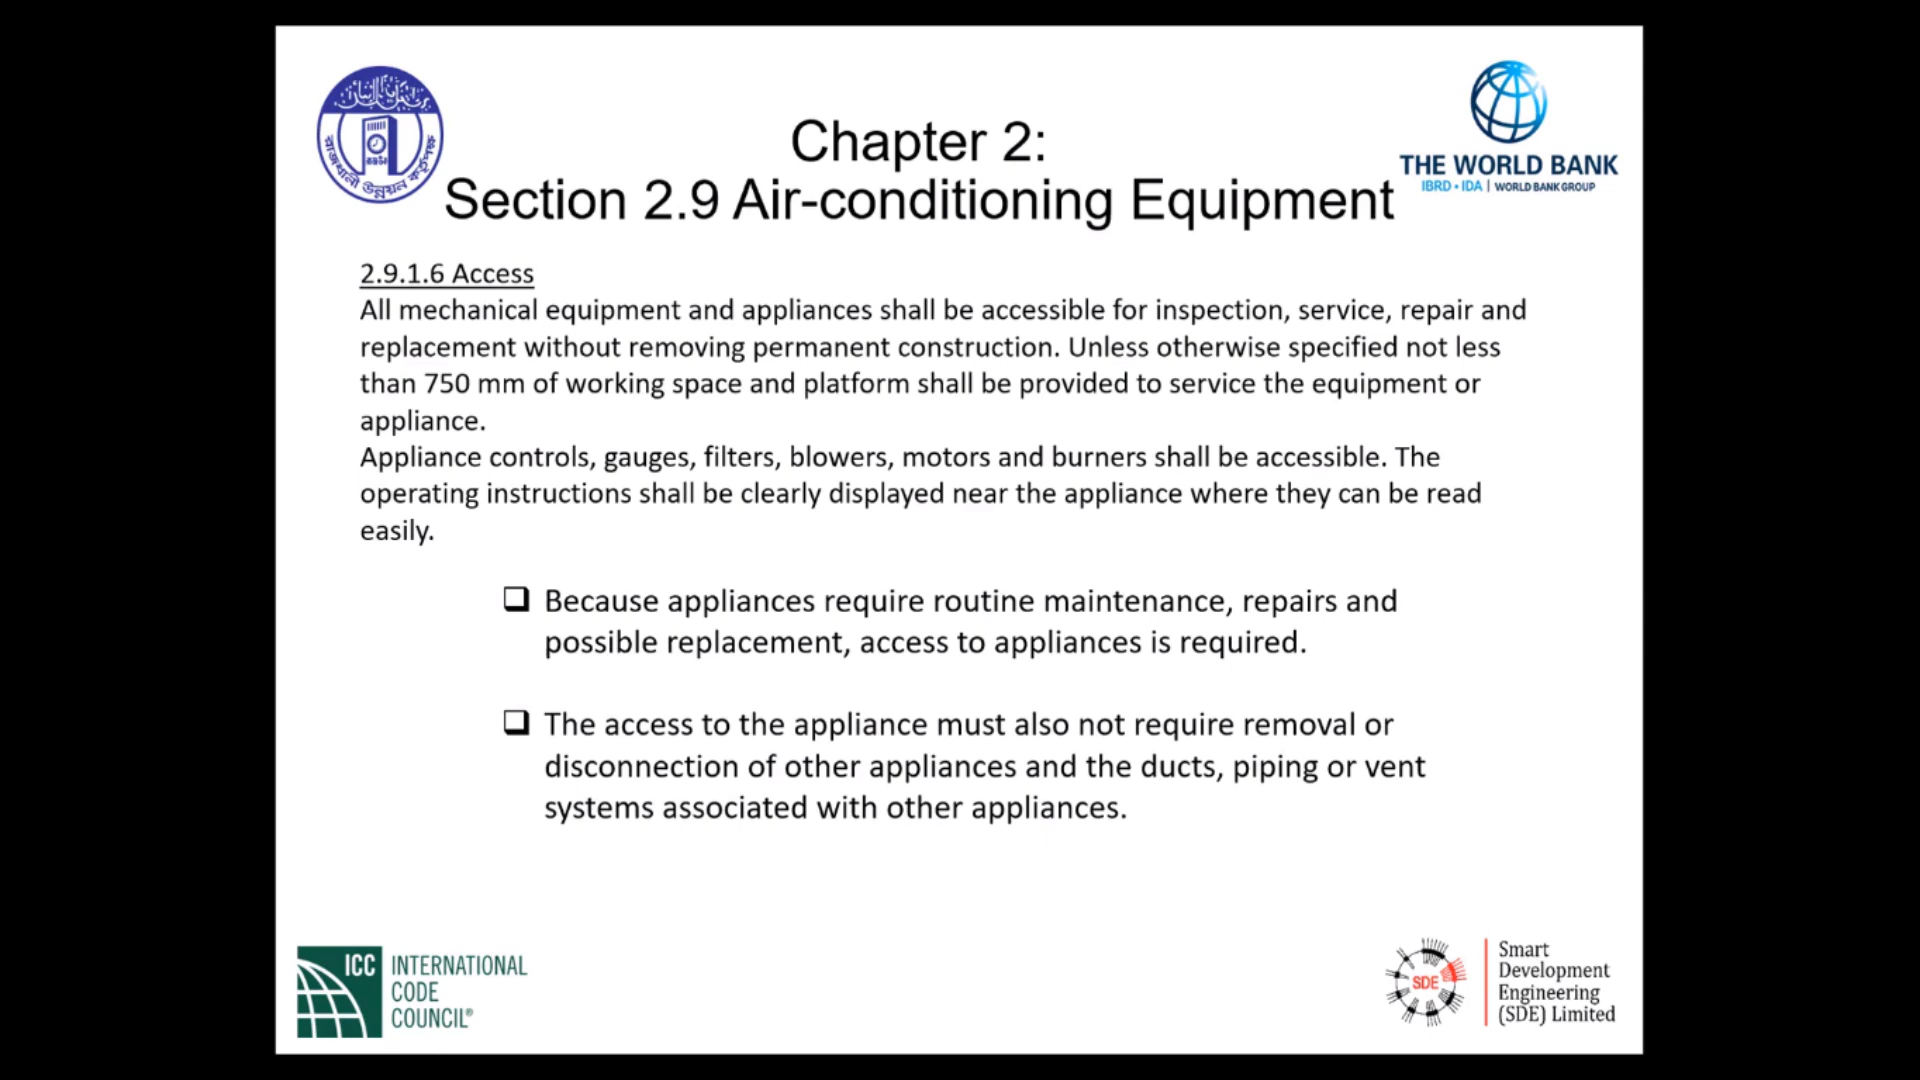 Chapter 2:
Section 2.9 Air-conditioning Equipment
রাজধানী উন্নয়ন কর্তৃপক্ষ
রাজউক
THE WORLD BANK
IBRD • IDA | WORLD BANK GROUP
2.9.1.6 Access
All mechanical equipment and appliances shall be accessible for inspection, service, repair and
replacement without removing permanent construction. Unless otherwise specified not less
than 750 mm of working space and platform shall be provided to service the equipment or
appliance.
Appliance controls, gauges, filters, blowers, motors and burners shall be accessible. The
operating instructions shall be clearly displayed near the appliance where they can be read
easily.
❑ Because appliances require routine maintenance, repairs and
possible replacement, access to appliances is required.
❑ The access to the appliance must also not require removal or
disconnection of other appliances and the ducts, piping or vent
systems associated with other appliances.
ICC INTERNATIONAL
CODE
COUNCIL®
SDE
Smart
Development
Engineering
(SDE) Limited